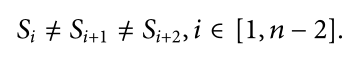 Sᵢ ≠ Sᵢ₊₁ ≠ Sᵢ₊₂, i ∈ [1, n − 2].